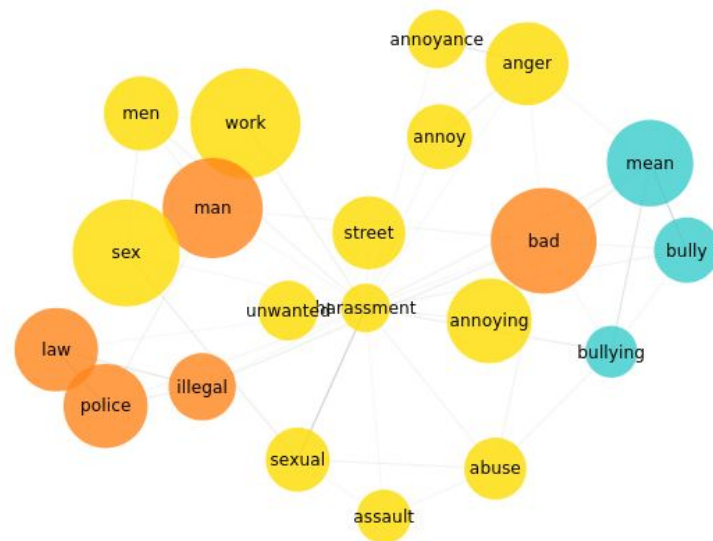 annoyance
anger
men
work
annoy
mean
man
street
bad
bully
sex
unwanted
harassment
annoying
law
bullying
illegal
police
sexual
abuse
assault